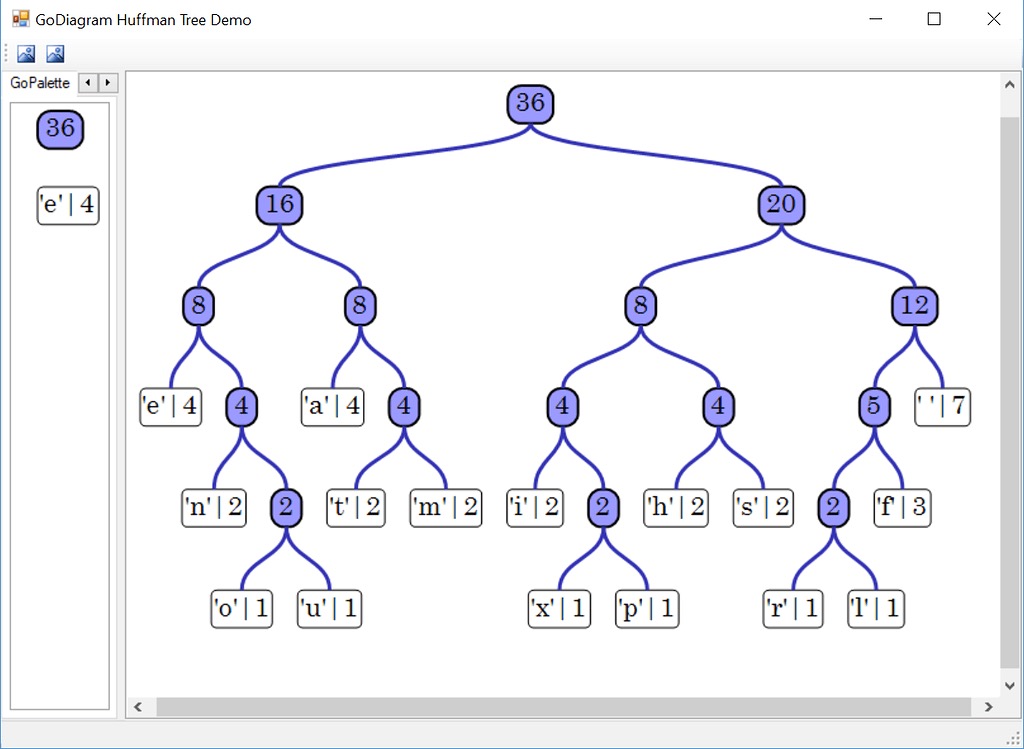 GoDiagram Huffman Tree Demo
GoPalette
36
'e' | 4
36
16 20
8 8 8 12
'e' | 4 4 'a' | 4 4 4 4 5 ' ' | 7
'n' | 2 2 't' | 2 'm' | 2 'i' | 2 2 'h' | 2 's' | 2 2 'f' | 3
'o' | 1 'u' | 1 'x' | 1 'p' | 1 'r' | 1 'l' | 1